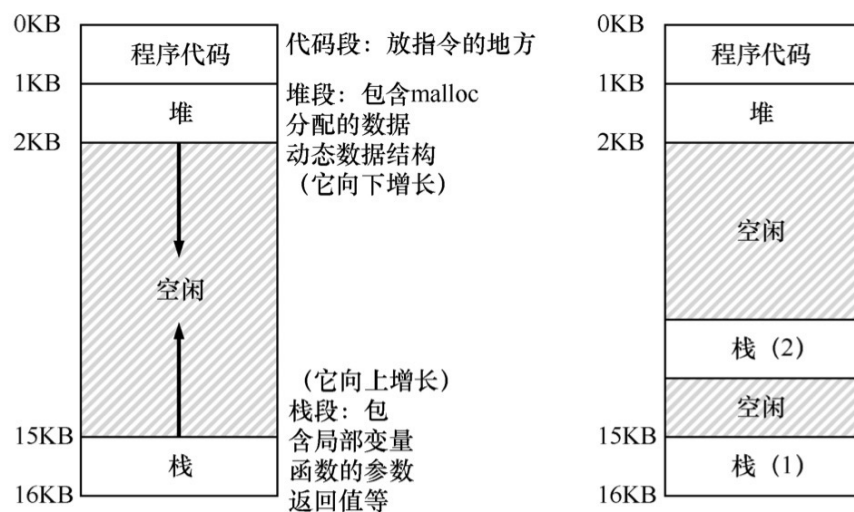 0KB
程序代码
代码段：放指令的地方
1KB
堆
堆段：包含malloc
分配的数据
2KB
动态数据结构
（它向下增长）
空闲
（它向上增长）
栈段：包
15KB
含局部变量
栈
函数的参数
16KB
返回值等
0KB
程序代码
1KB
堆
2KB
空闲
栈（2）
空闲
15KB
栈（1）
16KB